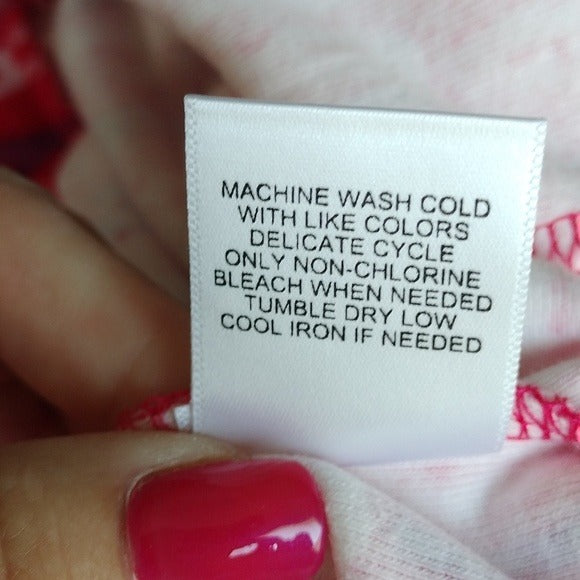 MACHINE WASH COLD
WITH LIKE COLORS
DELICATE CYCLE
ONLY NON-CHLORINE
BLEACH WHEN NEEDED
TUMBLE DRY LOW
COOL IRON IF NEEDED